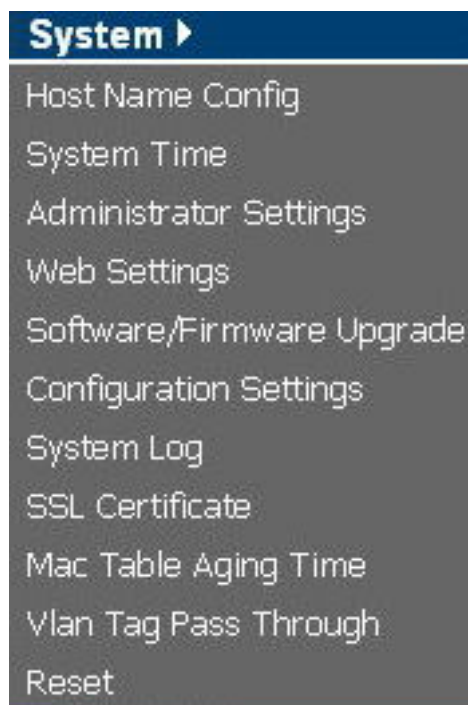 System
Host Name Config
System Time
Administrator Settings
Web Settings
Software/Firmware Upgrade
Configuration Settings
System Log
SSL Certificate
Mac Table Aging Time
Vlan Tag Pass Through
Reset